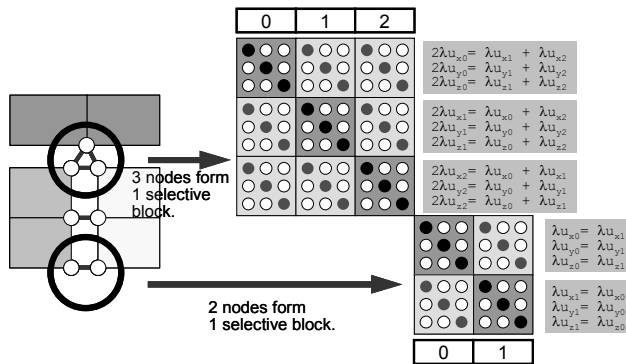 0 1 2
2λu_x0= λu_x1 + λu_x2
2λu_y0= λu_y1 + λu_y2
2λu_z0= λu_z1 + λu_z2
2λu_x1= λu_x0 + λu_x2
2λu_y1= λu_y0 + λu_y2
2λu_z1= λu_z0 + λu_z2
3 nodes form
1 selective
block.
2λu_x2= λu_x0 + λu_x1
2λu_y2= λu_y0 + λu_y1
2λu_z2= λu_z0 + λu_z1
λu_x0= λu_x1
λu_y0= λu_y1
λu_z0= λu_z1
2 nodes form
1 selective block.
λu_x1= λu_x0
λu_y1= λu_y0
λu_z1= λu_z0
0 1